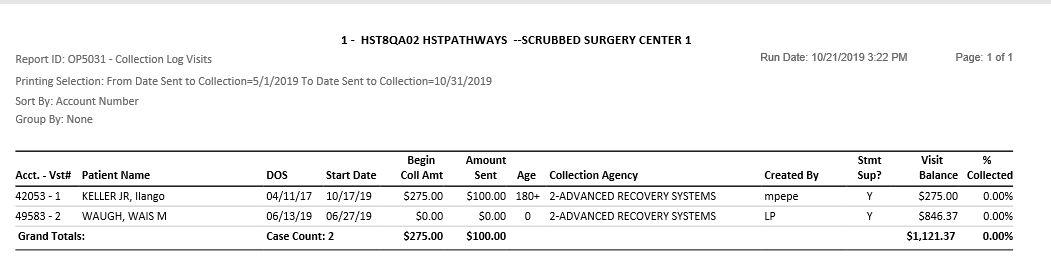 1 - HST8QA02 HSTPATHWAYS --SCRUBBED SURGERY CENTER 1
Report ID: OP5031 - Collection Log Visits Run Date: 10/21/2019 3:22 PM Page: 1 of 1
Printing Selection: From Date Sent to Collection=5/1/2019 To Date Sent to Collection=10/31/2019
Sort By: Account Number
Group By: None
Begin Amount Stmt Visit %
Acct. - Vst# Patient Name DOS Start Date Coll Amt Sent Age Collection Agency Created By Sup? Balance Collected
42053 - 1 KELLER JR, Ilango 04/11/17 10/17/19 $275.00 $100.00 180+ 2-ADVANCED RECOVERY SYSTEMS mpepe Y $275.00 0.00%
49583 - 2 WAUGH, WAIS M 06/13/19 06/27/19 $0.00 $0.00 0 2-ADVANCED RECOVERY SYSTEMS LP Y $846.37 0.00%
Grand Totals: Case Count: 2 $275.00 $100.00 $1,121.37 0.00%